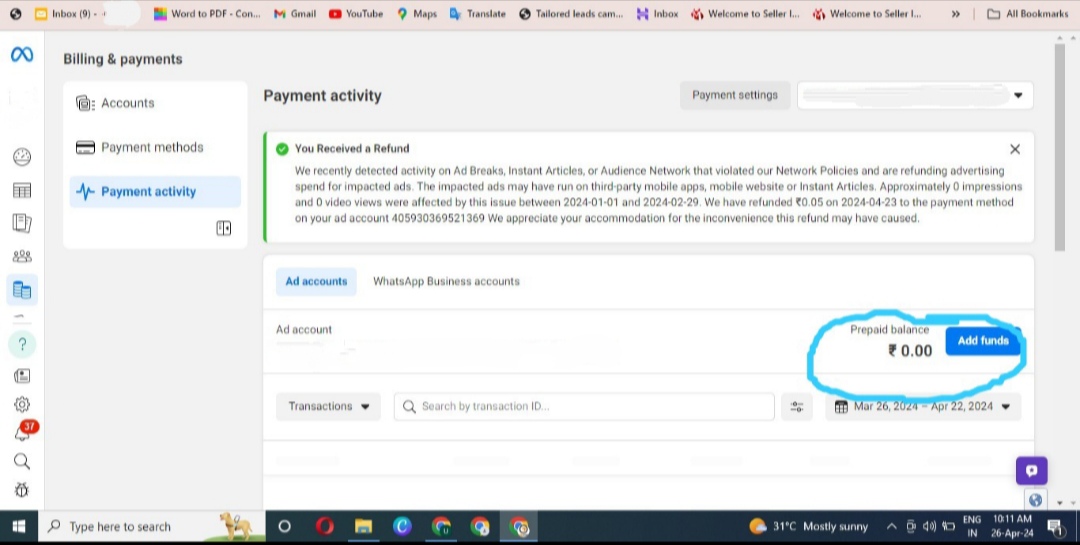 Inbox (9) -
Word to PDF - Con...
Gmail
YouTube
Maps
Translate
Tailored leads cam...
Inbox
Welcome to Seller I...
Welcome to Seller I...
»
All Bookmarks
Billing & payments
Accounts
Payment methods
Payment activity
Payment activity
Payment settings
You Received a Refund
We recently detected activity on Ad Breaks, Instant Articles, or Audience Network that violated our Network Policies and are refunding advertising
spend for impacted ads. The impacted ads may have run on third-party mobile apps, mobile website or Instant Articles. Approximately 0 impressions
and 0 video views were affected by this issue between 2024-01-01 and 2024-02-29. We have refunded ₹0.05 on 2024-04-23 to the payment method
on your ad account 405930369521369 We appreciate your accommodation for the inconvenience this refund may have caused.
Ad accounts
WhatsApp Business accounts
Ad account
Prepaid balance
₹ 0.00
Add funds
Transactions
Search by transaction ID...
Mar 26, 2024 – Apr 22, 2024
37
Type here to search
31°C Mostly sunny
ENG
IN
10:11 AM
26-Apr-24
1